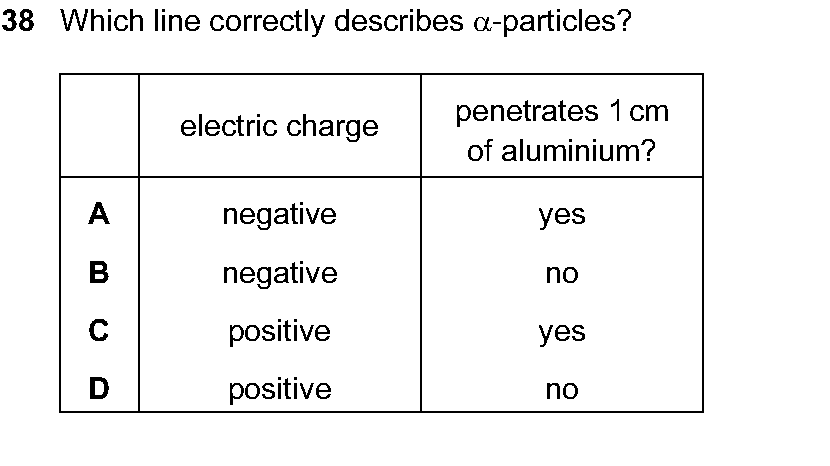 38 Which line correctly describes α-particles?
electric charge
penetrates 1 cm
of aluminium?
A negative yes
B negative no
C positive yes
D positive no